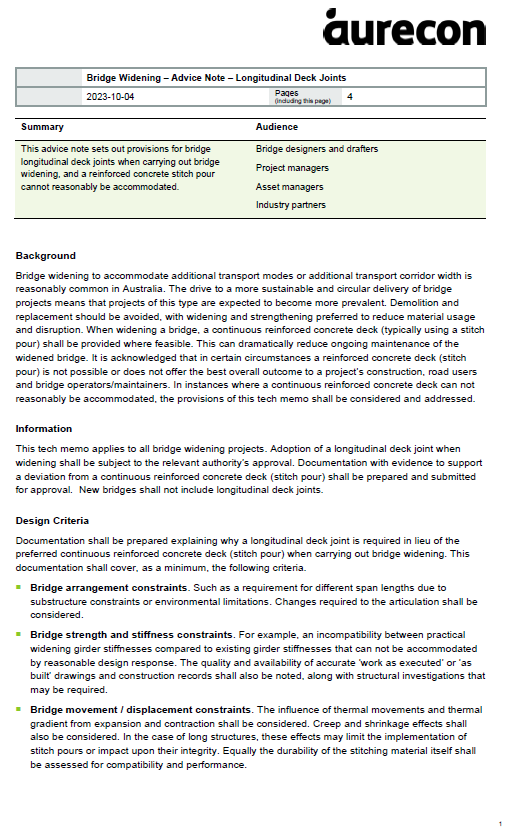 aurecon
Bridge Widening – Advice Note – Longitudinal Deck Joints
2023-10-04 Pages 4
(including this page)
Summary Audience
This advice note sets out provisions for bridge
longitudinal deck joints when carrying out bridge
widening, and a reinforced concrete stitch pour
cannot reasonably be accommodated.
Bridge designers and drafters
Project managers
Asset managers
Industry partners
Background
Bridge widening to accommodate additional transport modes or additional transport corridor width is
reasonably common in Australia. The drive to a more sustainable and circular delivery of bridge
projects means that projects of this type are expected to become more prevalent. Demolition and
replacement should be avoided, with widening and strengthening preferred to reduce material usage
and disruption. When widening a bridge, a continuous reinforced concrete deck (typically using a stitch
pour) shall be provided where feasible. This can dramatically reduce ongoing maintenance of the
widened bridge. It is acknowledged that in certain circumstances a reinforced concrete deck (stitch
pour) is not possible or does not offer the best overall outcome to a project's construction, road users
and bridge operators/maintainers. In instances where a continuous reinforced concrete deck can not
reasonably be accommodated, the provisions of this tech memo shall be considered and addressed.
Information
This tech memo applies to all bridge widening projects. Adoption of a longitudinal deck joint when
widening shall be subject to the relevant authority's approval. Documentation with evidence to support
a deviation from a continuous reinforced concrete deck (stitch pour) shall be prepared and submitted
for approval.  New bridges shall not include longitudinal deck joints.
Design Criteria
Documentation shall be prepared explaining why a longitudinal deck joint is required in lieu of the
preferred continuous reinforced concrete deck (stitch pour) when carrying out bridge widening. This
documentation shall cover, as a minimum, the following criteria.
▪ Bridge arrangement constraints. Such as a requirement for different span lengths due to
substructure constraints or environmental limitations. Changes required to the articulation shall be
considered.
▪ Bridge strength and stiffness constraints. For example, an incompatibility between practical
widening girder stiffnesses compared to existing girder stiffnesses that can not be accommodated
by reasonable design response. The quality and availability of accurate 'work as executed' or 'as
built' drawings and construction records shall also be noted, along with structural investigations that
may be required.
▪ Bridge movement / displacement constraints. The influence of thermal movements and thermal
gradient from expansion and contraction shall be considered. Creep and shrinkage effects shall
also be considered. In the case of long structures, these effects may limit the implementation of
stitch pours or impact upon their integrity. Equally the durability of the stitching material itself shall
be assessed for compatibility and performance.
1